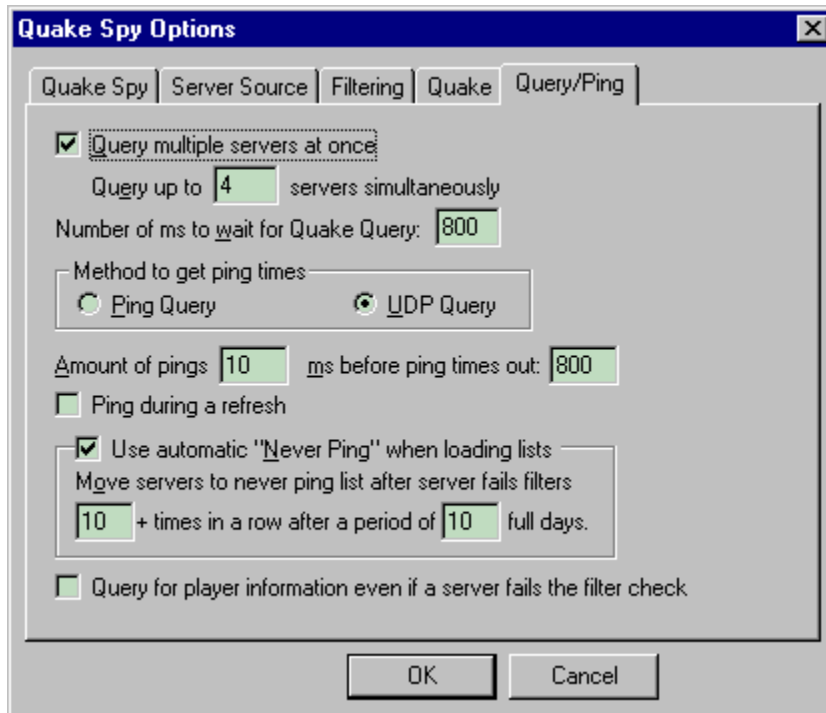 Quake Spy Options
Quake Spy Server Source Filtering Quake Query/Ping
Query multiple servers at once
Query up to 4 servers simultaneously
Number of ms to wait for Quake Query: 800
Method to get ping times
Ping Query UDP Query
Amount of pings 10 ms before ping times out: 800
Ping during a refresh
Use automatic "Never Ping" when loading lists
Move servers to never ping list after server fails filters
10 + times in a row after a period of 10 full days.
Query for player information even if a server fails the filter check
OK Cancel